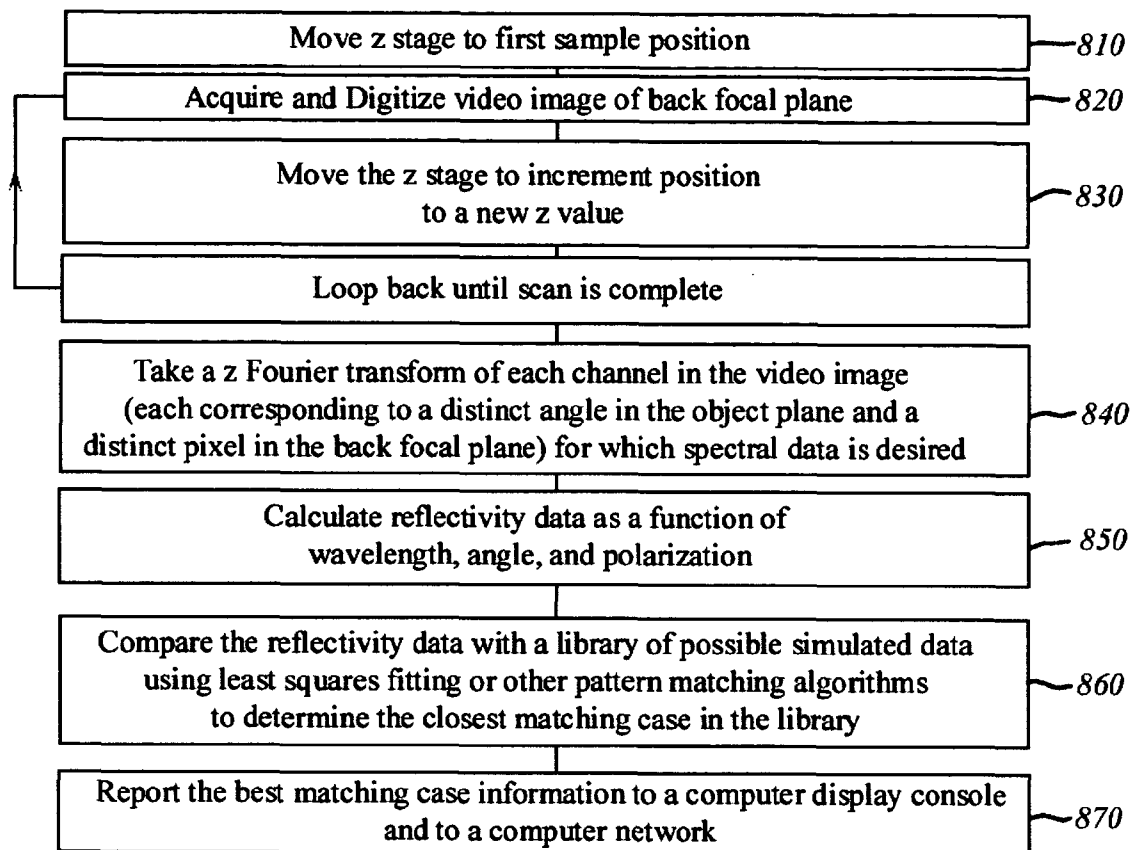 Move z stage to first sample position
810
Acquire and Digitize video image of back focal plane
820
Move the z stage to increment position
to a new z value
830
Loop back until scan is complete
Take a z Fourier transform of each channel in the video image
(each corresponding to a distinct angle in the object plane and a
distinct pixel in the back focal plane) for which spectral data is desired
840
Calculate reflectivity data as a function of
wavelength, angle, and polarization
850
Compare the reflectivity data with a library of possible simulated data
using least squares fitting or other pattern matching algorithms
to determine the closest matching case in the library
860
Report the best matching case information to a computer display console
and to a computer network
870